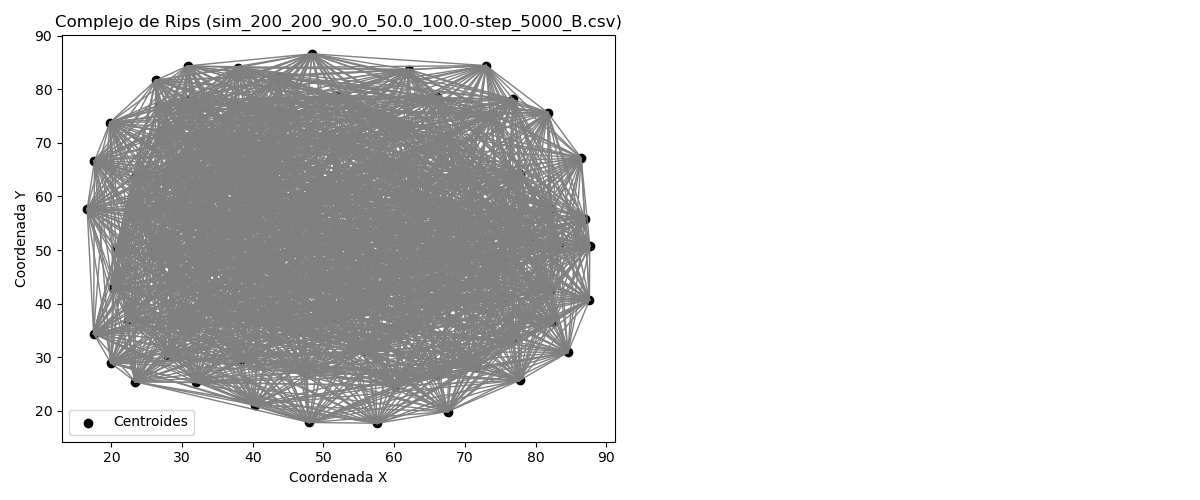 Complejo de Rips (sim_200_200_90.0_50.0_100.0-step_5000_B.csv)
90
80
70
60
50
40
30
20
Coordenada Y
Centroides
20 30 40 50 60 70 80 90
Coordenada X